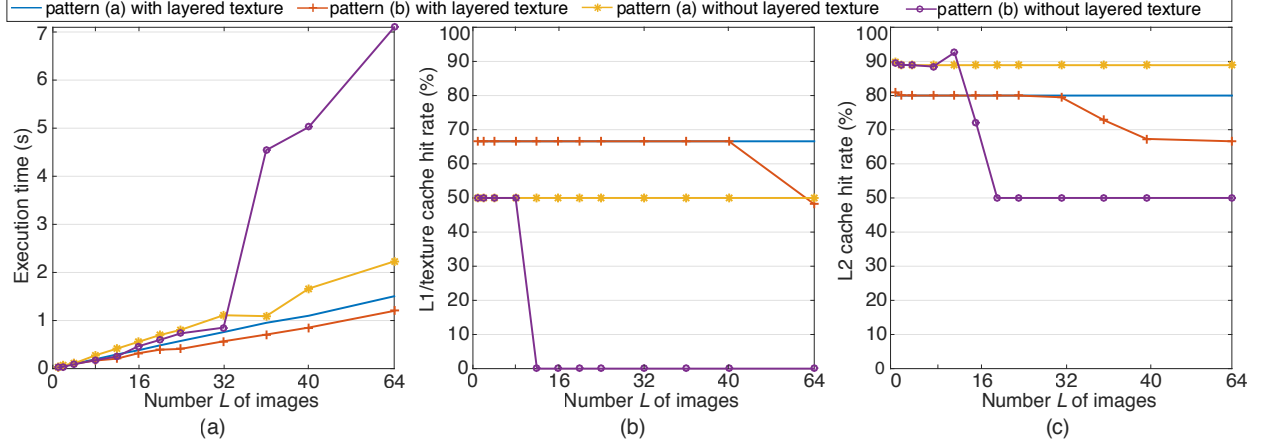 pattern (a) with layered texture pattern (b) with layered texture pattern (a) without layered texture pattern (b) without layered texture
7
6
5
4
3
2
1
0
Execution time (s)
0 16 32 40 64
Number L of images
(a)
100
90
80
70
60
50
40
30
20
10
0
L1/texture cache hit rate (%)
0 16 32 40 64
Number L of images
(b)
100
90
80
70
60
50
40
30
20
10
0
L2 cache hit rate (%)
0 16 32 40 64
Number L of images
(c)